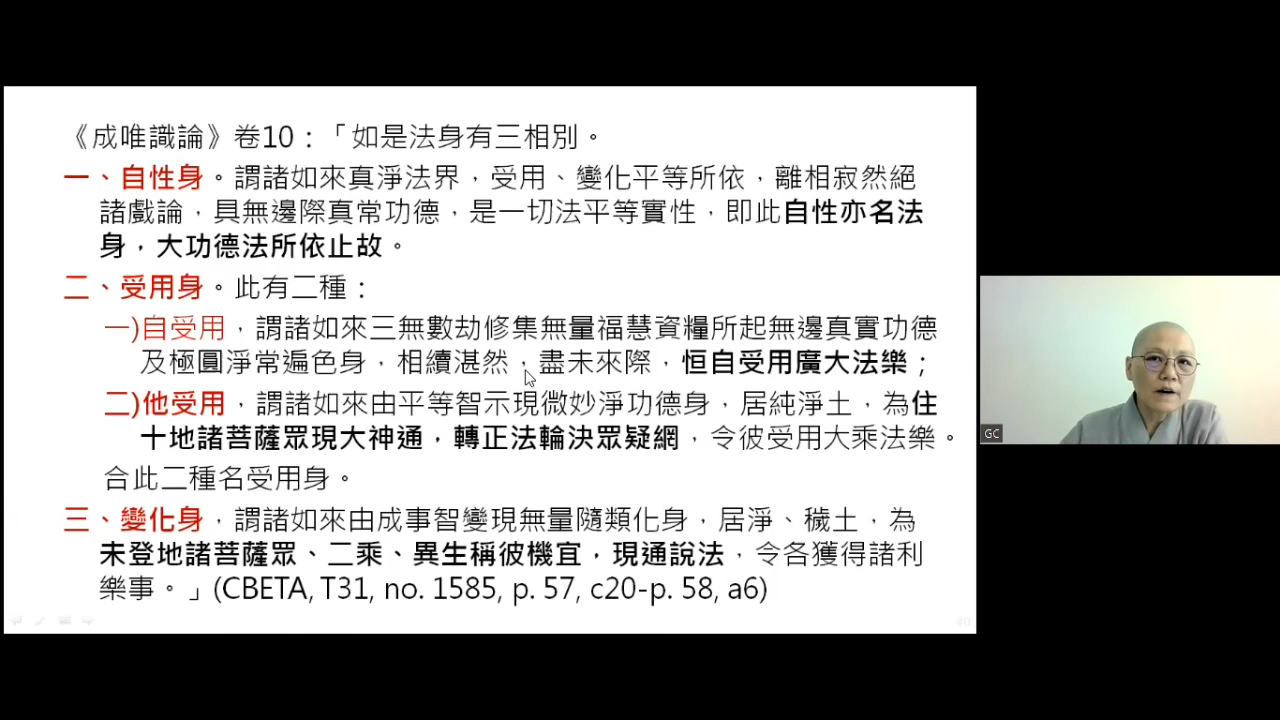 《成唯識論》卷10：「如是法身有三相別。
一、自性身。謂諸如來真淨法界，受用、變化平等所依，離相寂然絕
諸戲論，具無邊際真常功德，是一切法平等實性，即此自性亦名法
身，大功德法所依止故。
二、受用身。此有二種：
一)自受用，謂諸如來三無數劫修集無量福慧資糧所起無邊真實功德
及極圓淨常遍色身，相續湛然，盡未來際，恒自受用廣大法樂；
二)他受用，謂諸如來由平等智示現微妙淨功德身，居純淨土，為住
十地諸菩薩眾現大神通，轉正法輪決眾疑網，令彼受用大乘法樂。
合此二種名受用身。
三、變化身，謂諸如來由成事智變現無量隨類化身，居淨、穢土，為
未登地諸菩薩眾、二乘、異生稱彼機宜，現通說法，令各獲得諸利
樂事。」(CBETA, T31, no. 1585, p. 57, c20-p. 58, a6)
40
GC